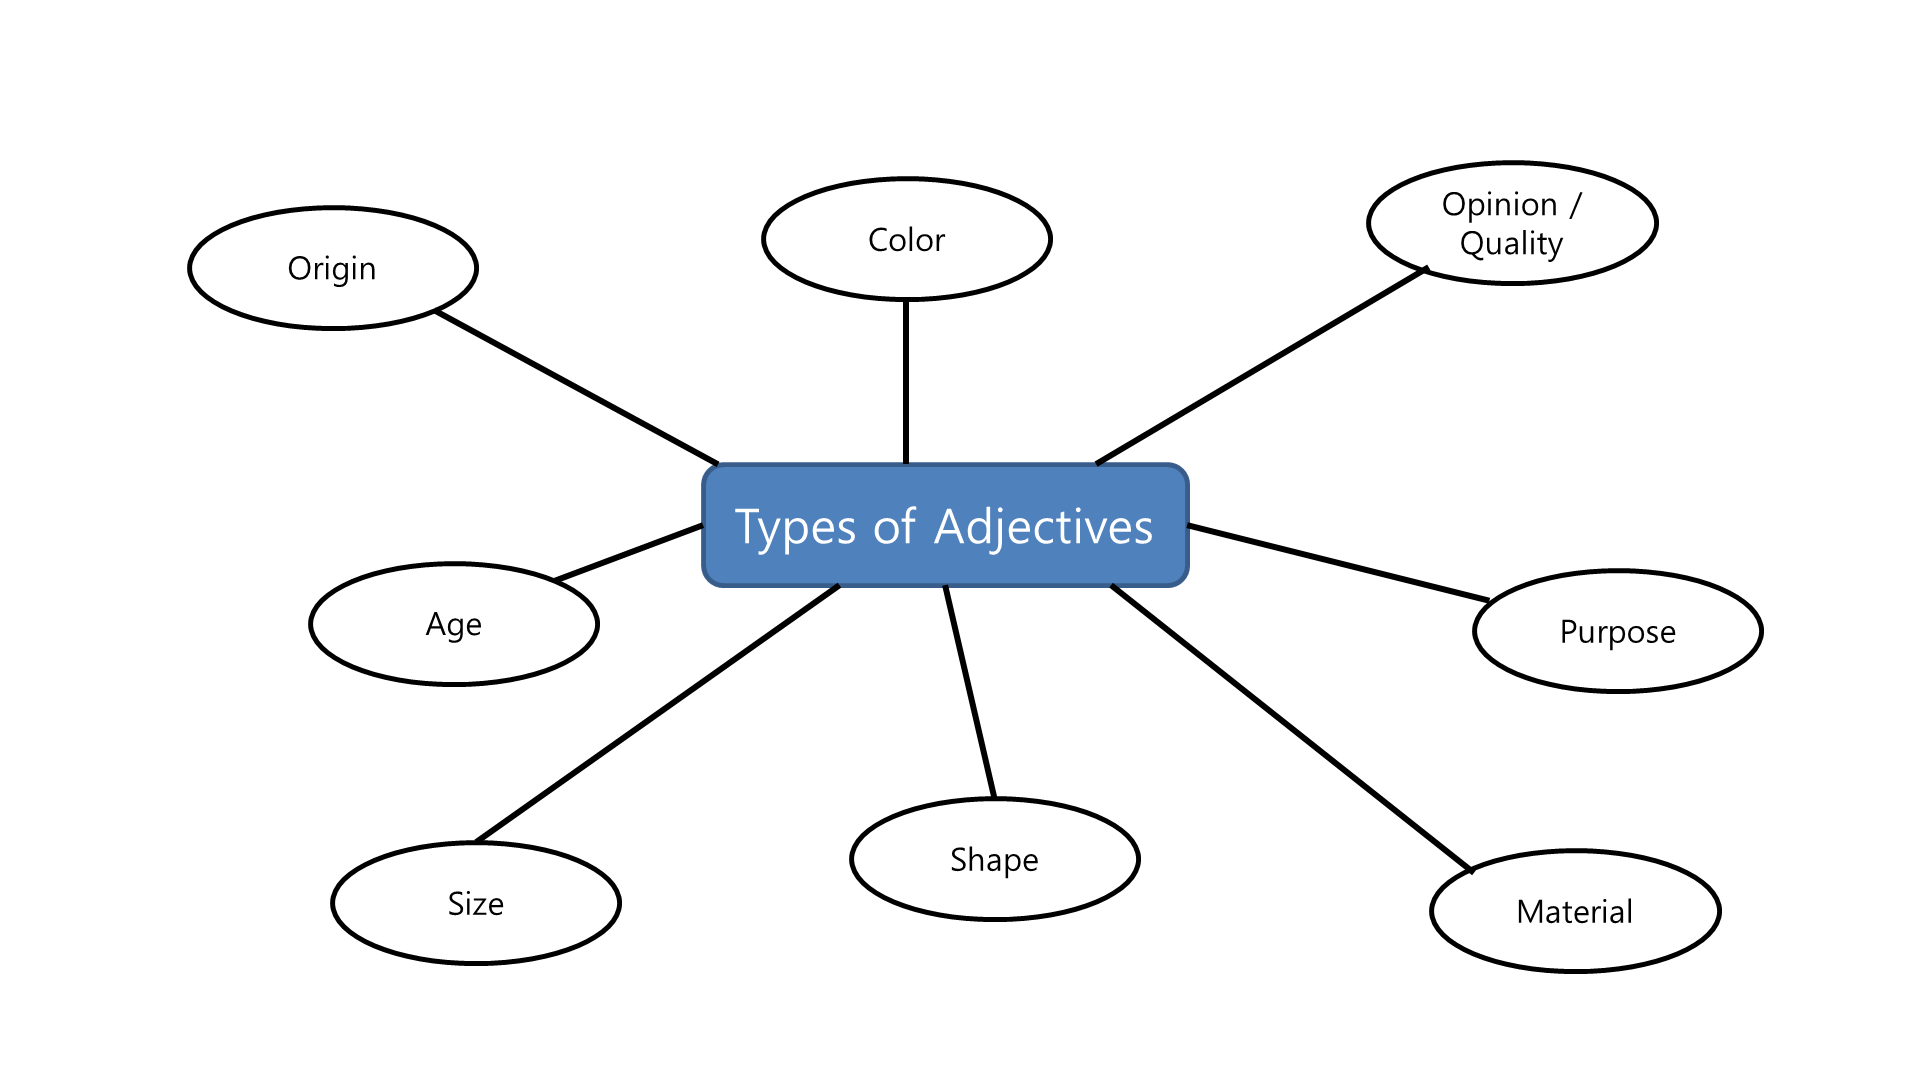 Opinion /
Quality
Color
Origin
Types of Adjectives
Age
Purpose
Shape
Size
Material